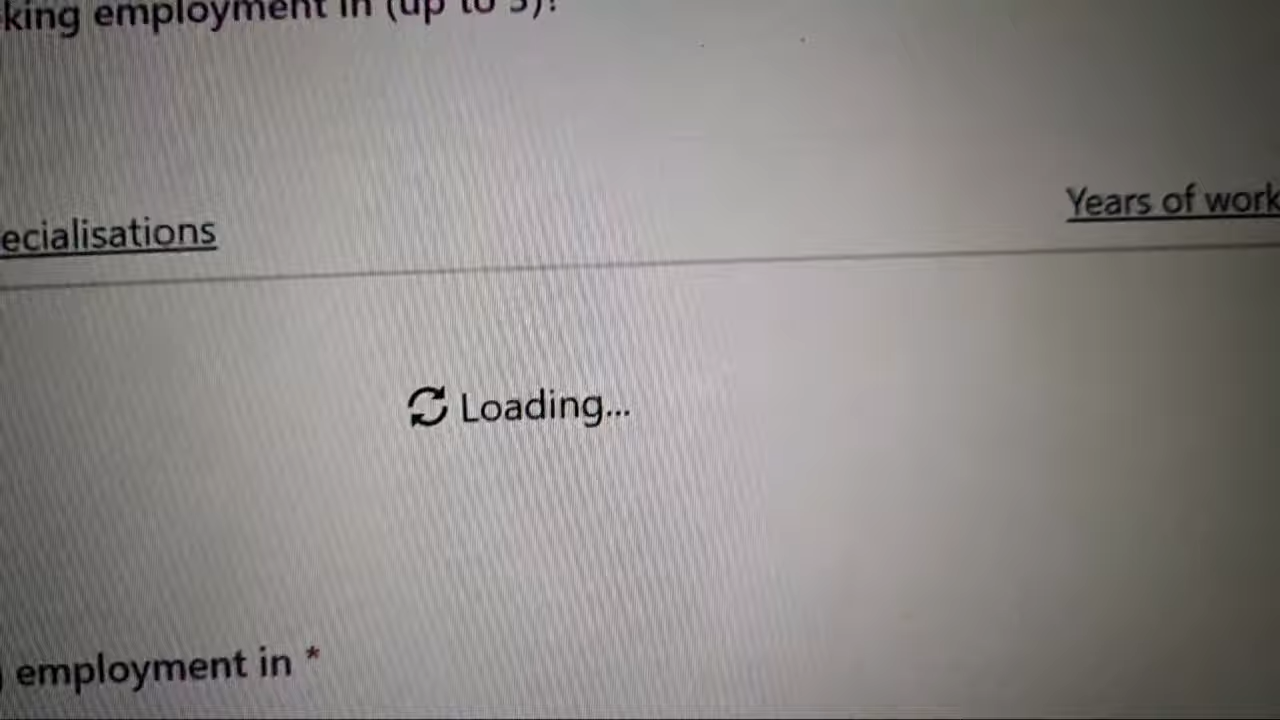 king employment in (up to 3)?
ecialisations
Years of work
Loading...
employment in *